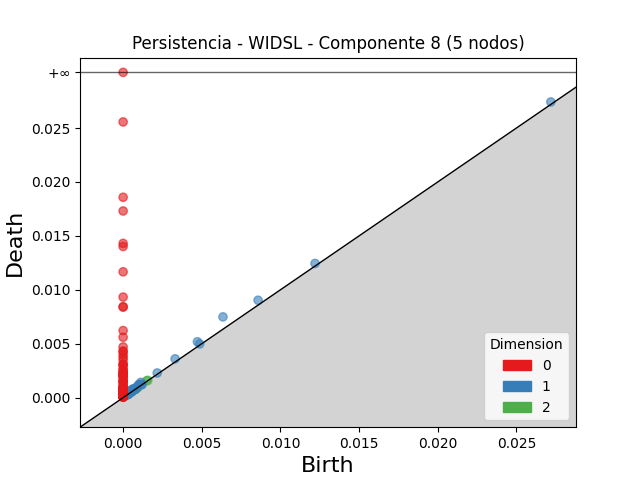 Persistencia - WIDSL - Componente 8 (5 nodos)
+∞
0.025
0.020
0.015
0.010
0.005
0.000
Death
0.000 0.005 0.010 0.015 0.020 0.025
Birth
Dimension
0
1
2